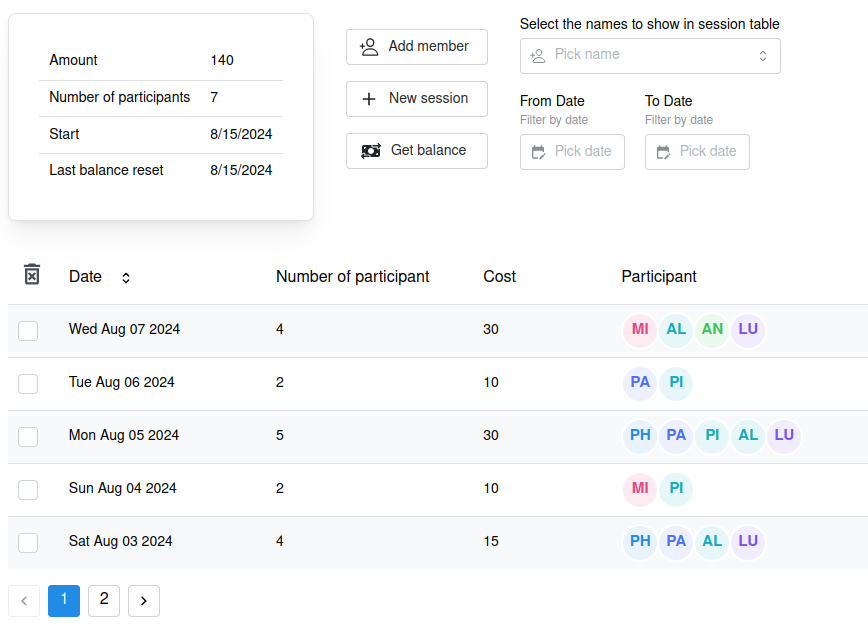 Amount 140
Number of participants 7
Start 8/15/2024
Last balance reset 8/15/2024
Add member
New session
Get balance
Select the names to show in session table
Pick name
From Date To Date
Filter by date Filter by date
Pick date Pick date
Date Number of participant Cost Participant
Wed Aug 07 2024 4 30 MI AL AN LU
Tue Aug 06 2024 2 10 PA PI
Mon Aug 05 2024 5 30 PH PA PI AL LU
Sun Aug 04 2024 2 10 MI PI
Sat Aug 03 2024 4 15 PH PA AL LU
1 2